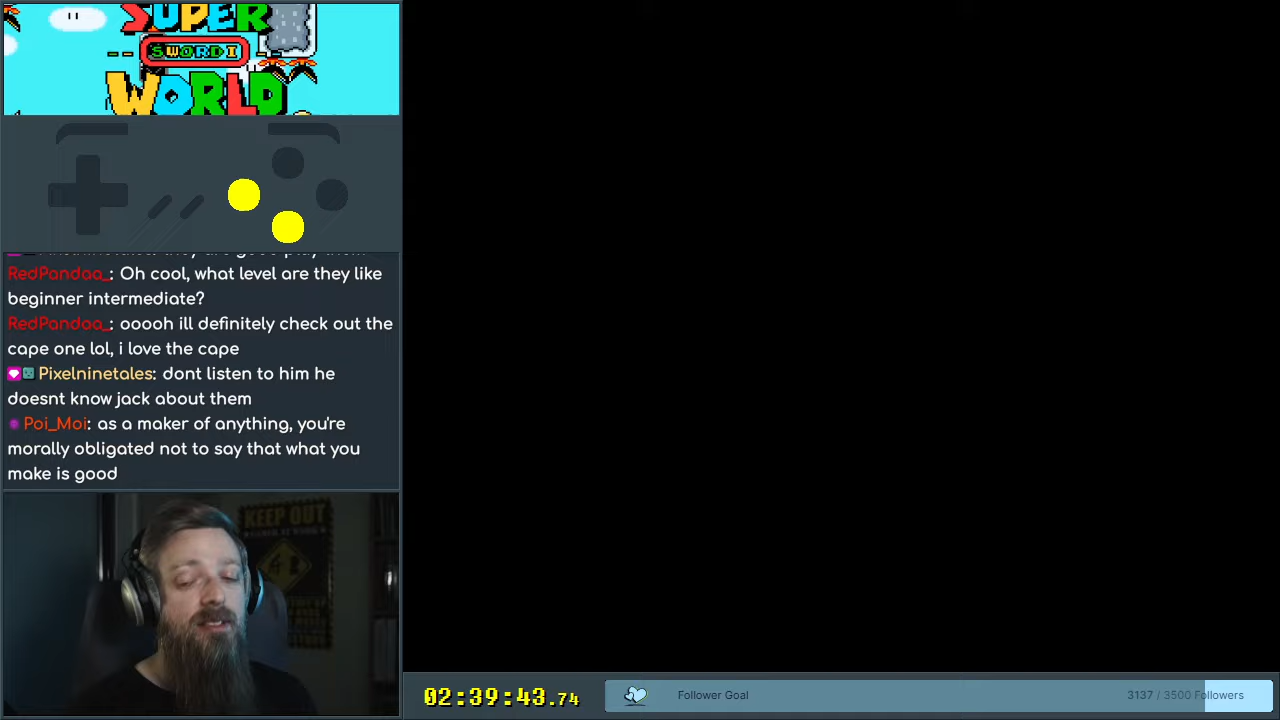 SUPER
-- SWORDI --
WORLD
RedPandaa_: Oh cool, what level are they like
beginner intermediate?
RedPandaa_: ooooh ill definitely check out the
cape one lol, i love the cape
Pixelninetales: dont listen to him he
doesnt know jack about them
Poi_Moi: as a maker of anything, you're
morally obligated not to say that what you
make is good
KEEP OUT
02:39:43.74
Follower Goal
3137 / 3500 Followers